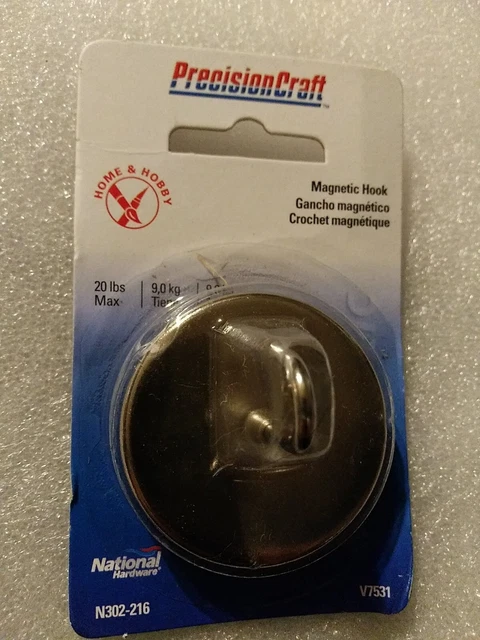 PrecisionCraft™
HOME & HOBBY
Magnetic Hook
Gancho magnético
Crochet magnétique
20 lbs
Max
9,0 kg
National
Hardware®
N302-216
V7531